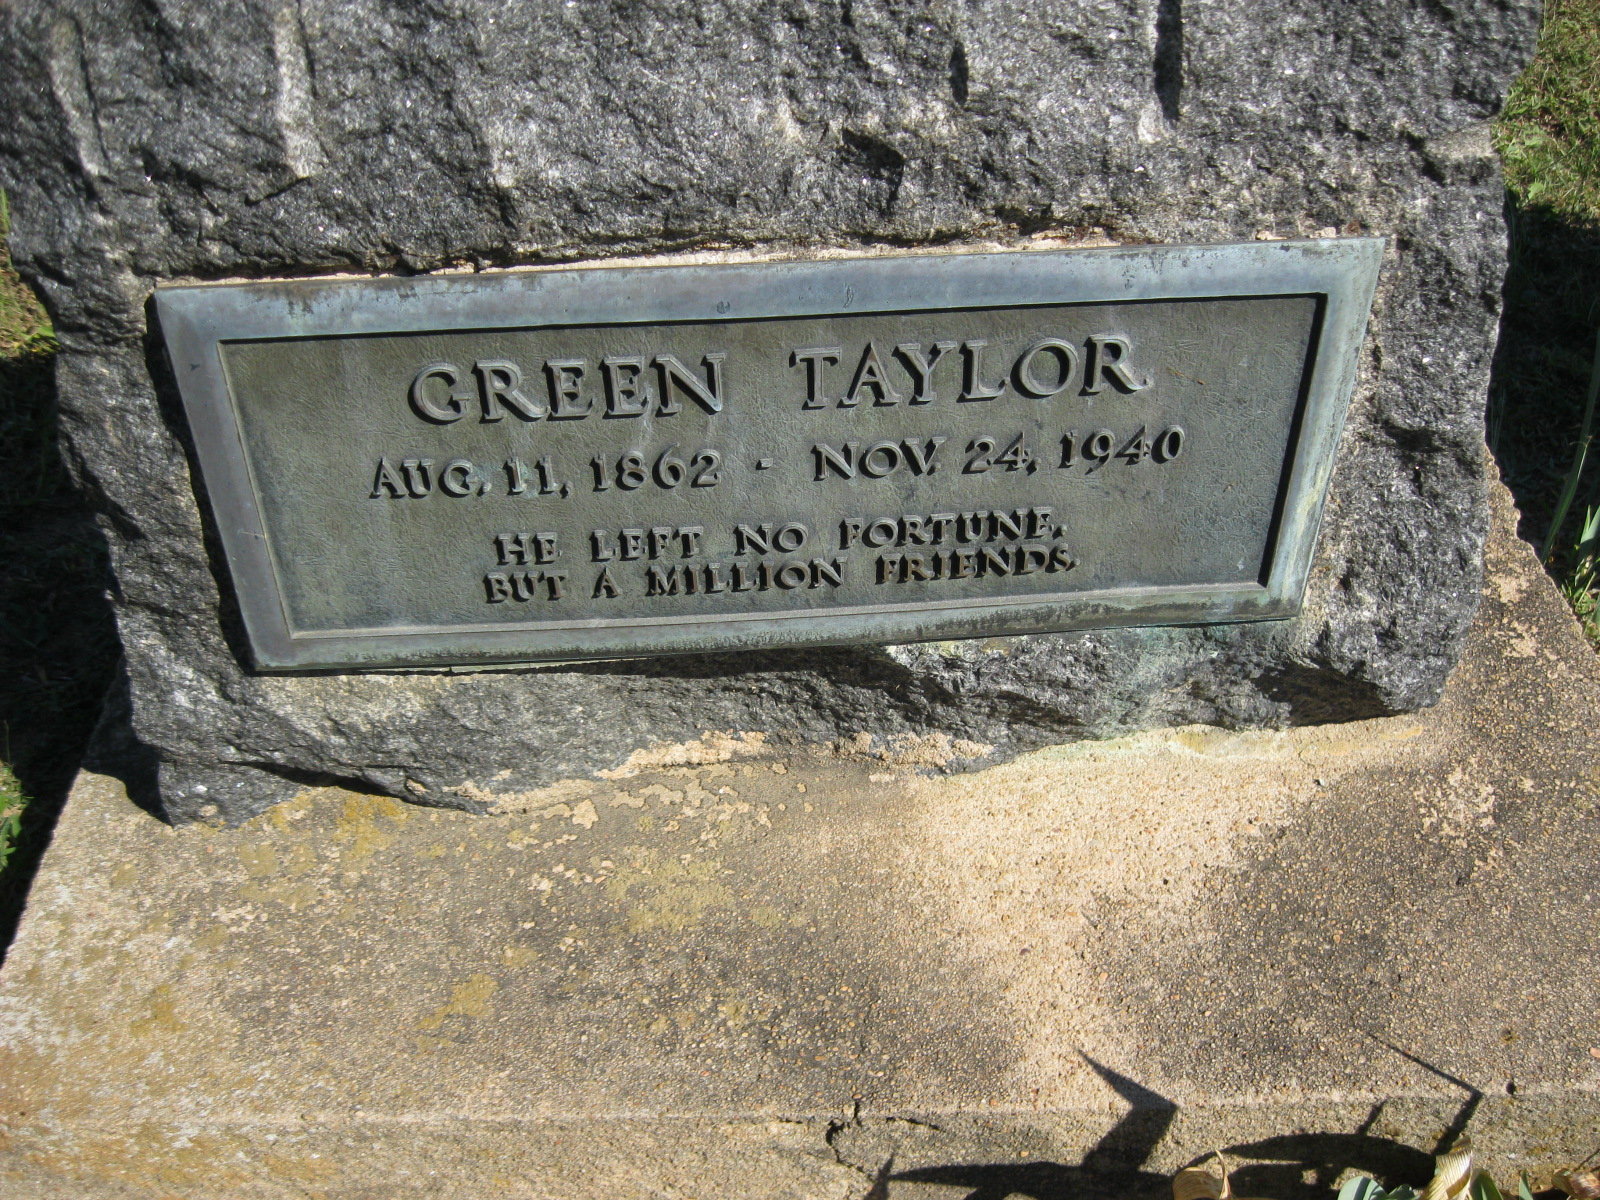 GREEN TAYLOR
AUG. 11, 1862 - NOV. 24, 1940
HE LEFT NO FORTUNE,
BUT A MILLION FRIENDS.